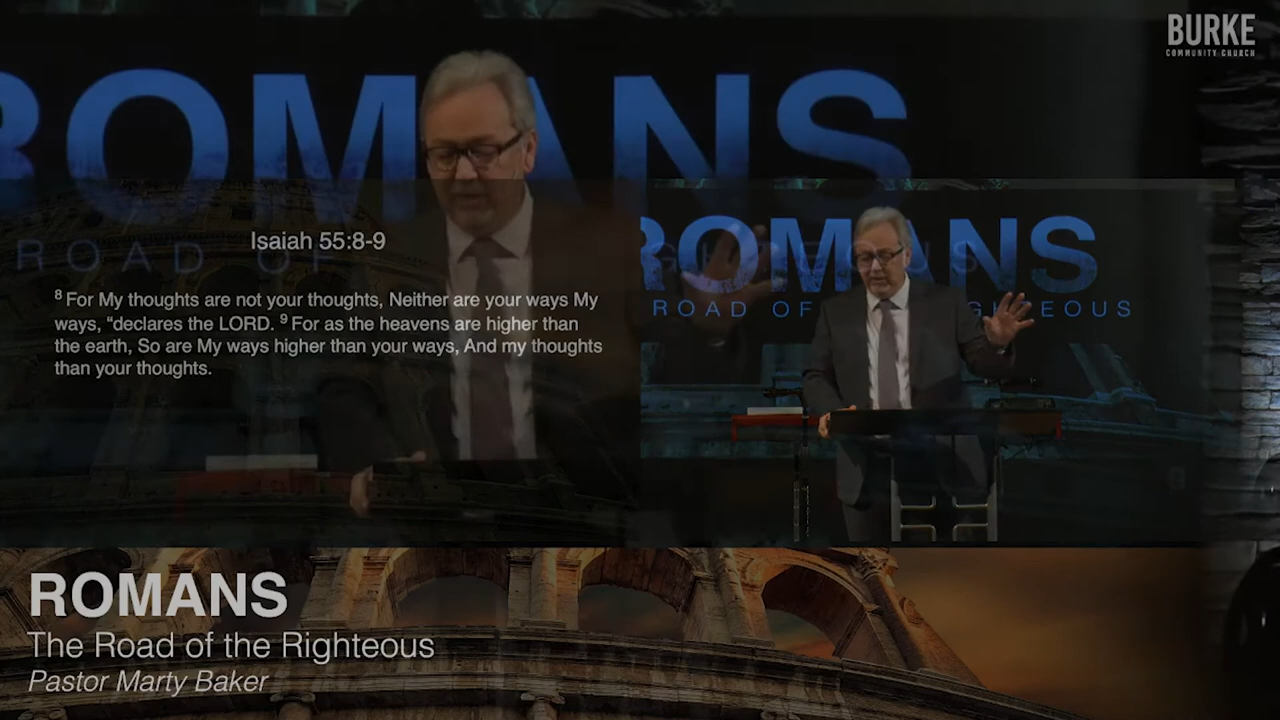 BURKE
COMMUNITY CHURCH
ROMANS
ROAD OF
Isaiah 55:8-9
8 For My thoughts are not your thoughts, Neither are your ways My
ways, “declares the LORD. 9 For as the heavens are higher than
the earth, So are My ways higher than your ways, And my thoughts
than your thoughts.
ROMANS
ROAD OF GHTEOUS
ROMANS
The Road of the Righteous
Pastor Marty Baker